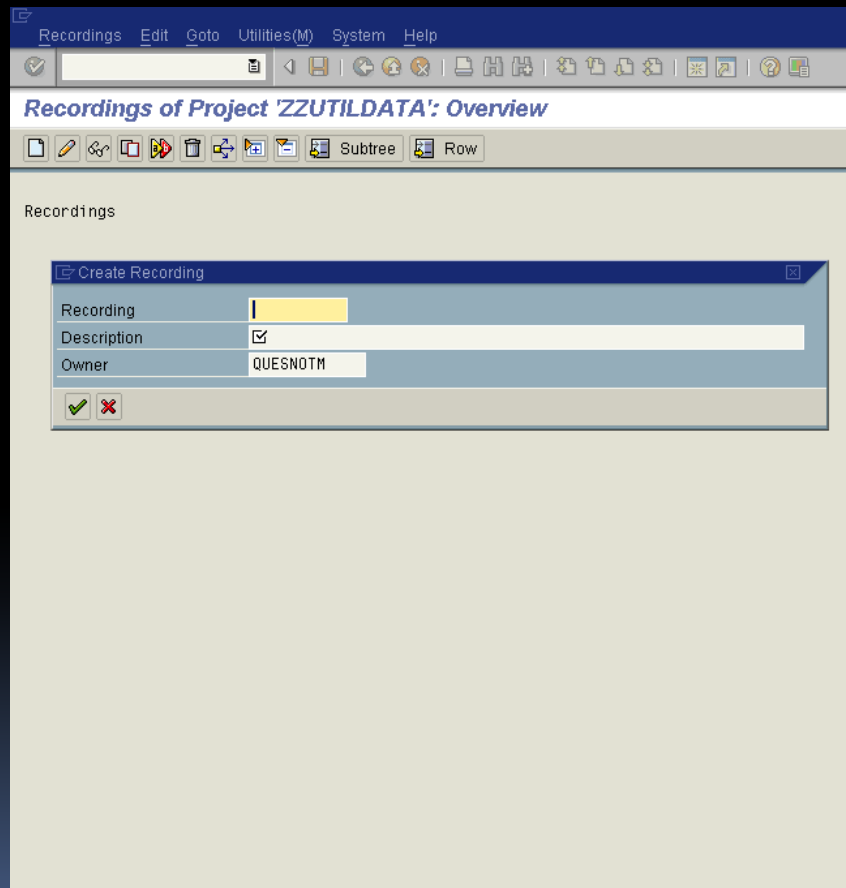 Recordings Edit Goto Utilities(M) System Help
Recordings of Project 'ZZUTILDATA': Overview
Subtree Row
Recordings
Create Recording
Recording
Description
Owner QUESNOTM